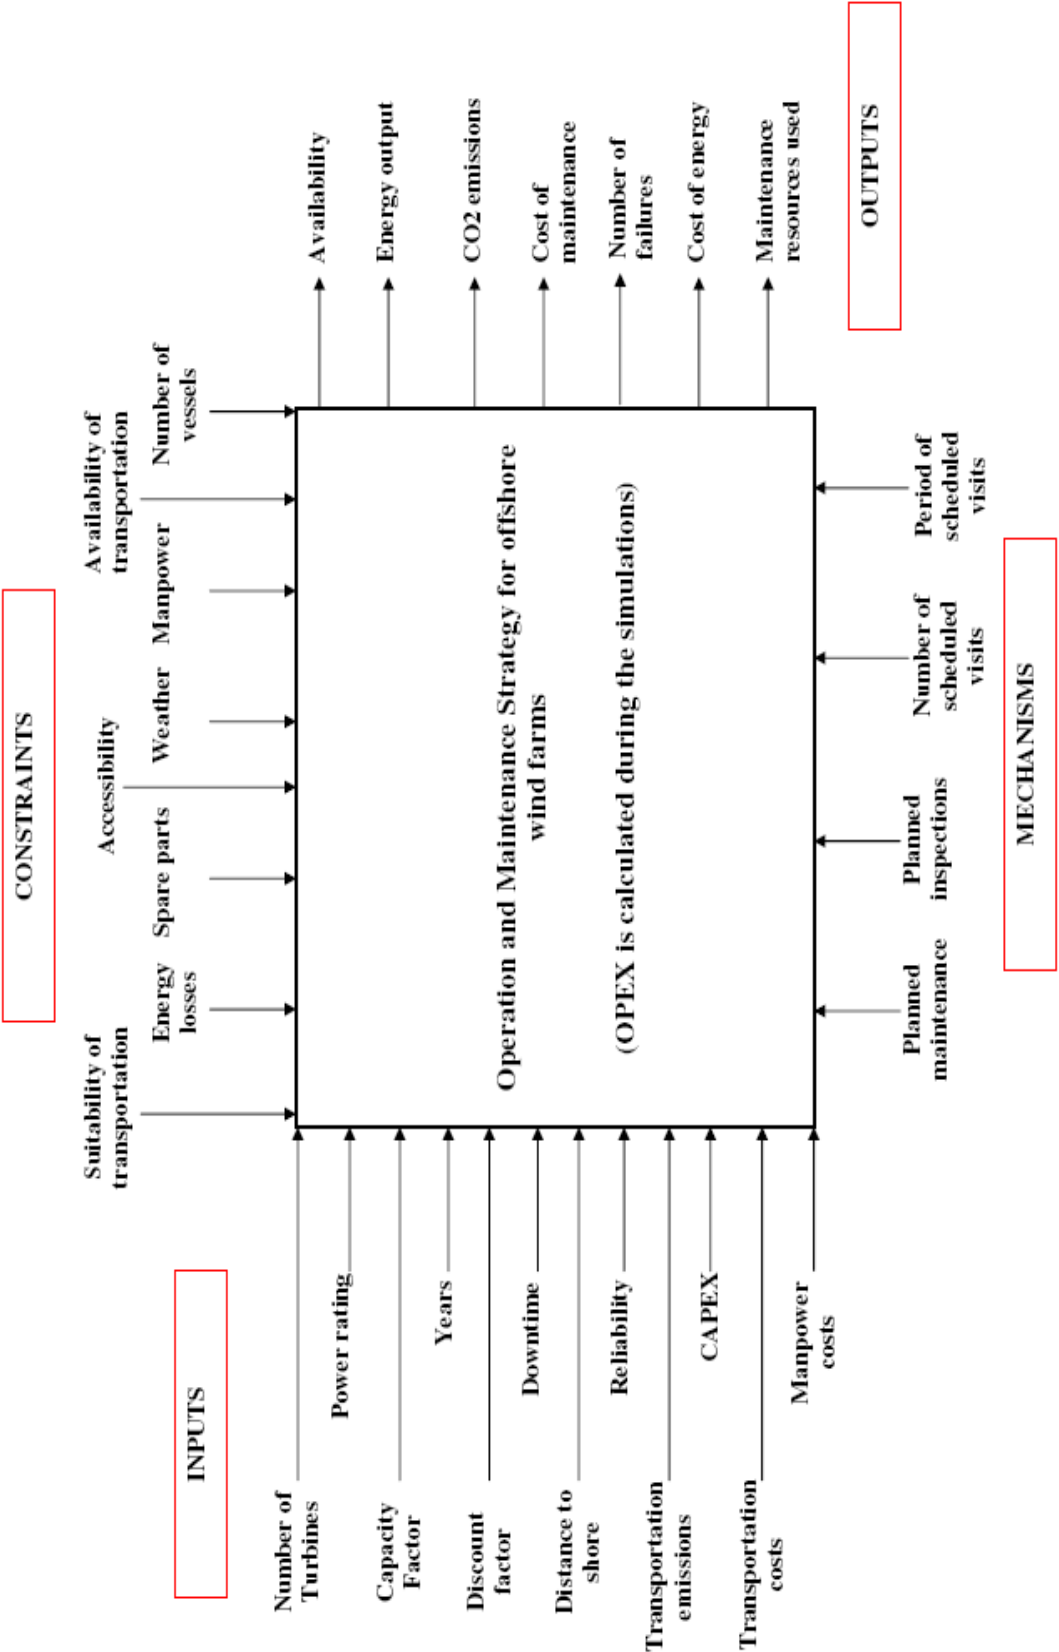 CONSTRAINTS
Suitability of
transportation
Energy
losses
Spare parts
Accessibility
Weather
Manpower
Availability of
transportation
Number of
vessels
INPUTS
Number of
Turbines
Power rating
Capacity
Factor
Years
Discount
factor
Downtime
Distance to
shore
Reliability
Transportation
emissions
CAPEX
Transportation
costs
Manpower
costs
Operation and Maintenance Strategy for offshore
wind farms
(OPEX is calculated during the simulations)
Availability
Energy output
CO2 emissions
Cost of
maintenance
Number of
failures
Cost of energy
Maintenance
resources used
OUTPUTS
Planned
maintenance
Planned
inspections
Number of
scheduled
visits
Period of
scheduled
visits
MECHANISMS